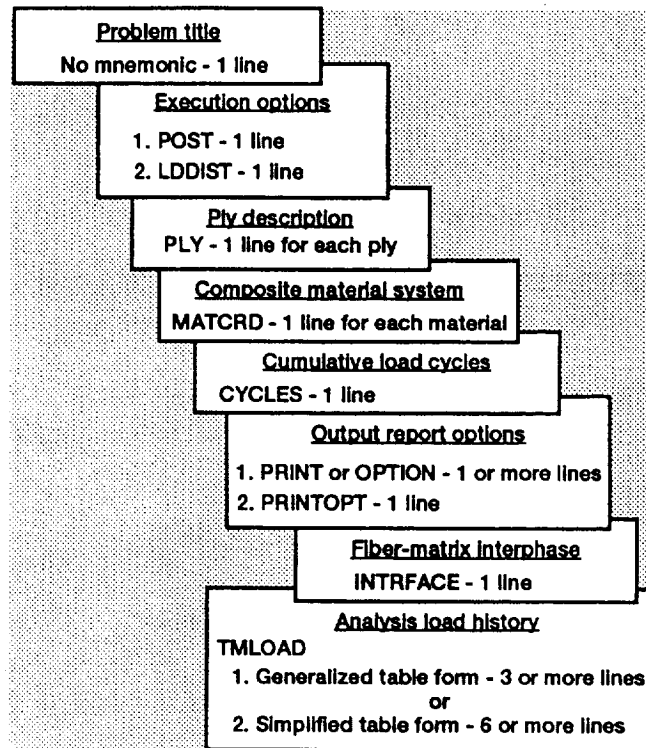 Problem title
No mnemonic - 1 line
Execution options
1. POST - 1 line
2. LDDIST - 1 line
Ply description
PLY - 1 line for each ply
Composite material system
MATCRD - 1 line for each material
Cumulative load cycles
CYCLES - 1 line
Output report options
1. PRINT or OPTION - 1 or more lines
2. PRINTOPT - 1 line
Fiber-matrix interphase
INTRFACE - 1 line
Analysis load history
TMLOAD
1. Generalized table form - 3 or more lines
or
2. Simplified table form - 6 or more lines